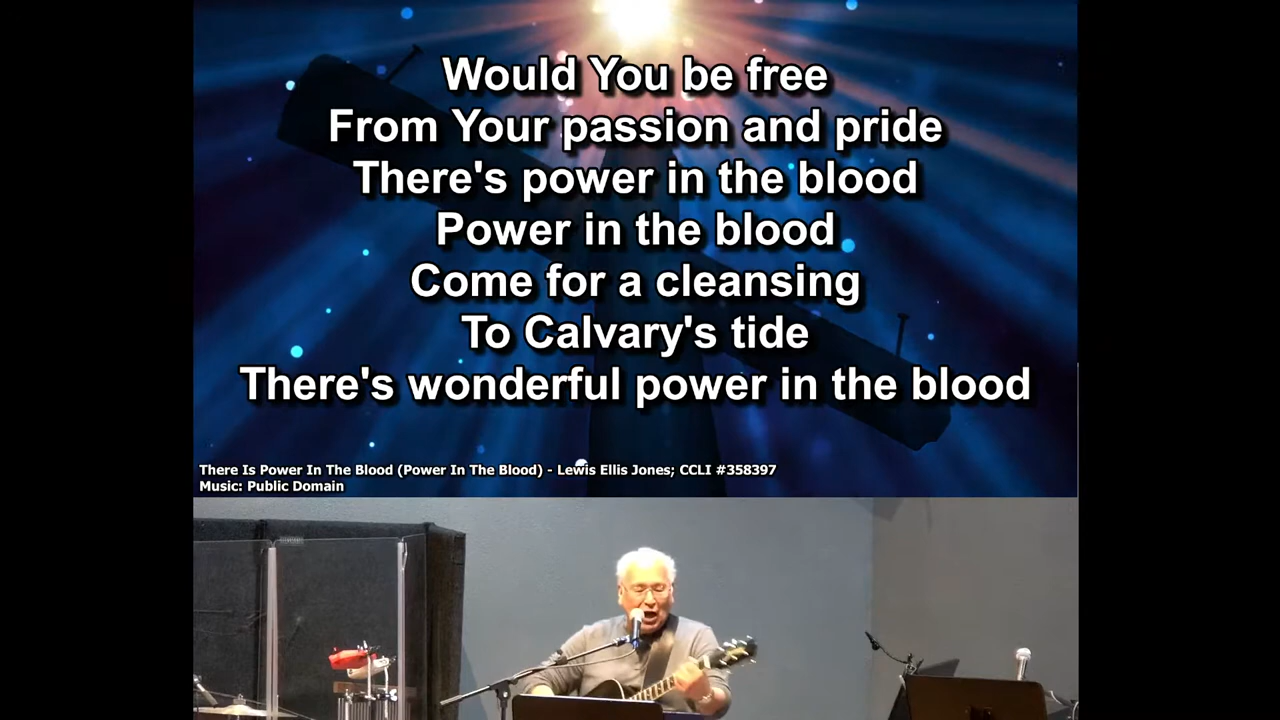 Would You be free
From Your passion and pride
There's power in the blood
Power in the blood
Come for a cleansing
To Calvary's tide
There's wonderful power in the blood
There Is Power In The Blood (Power In The Blood) - Lewis Ellis Jones; CCLI #358397
Music: Public Domain